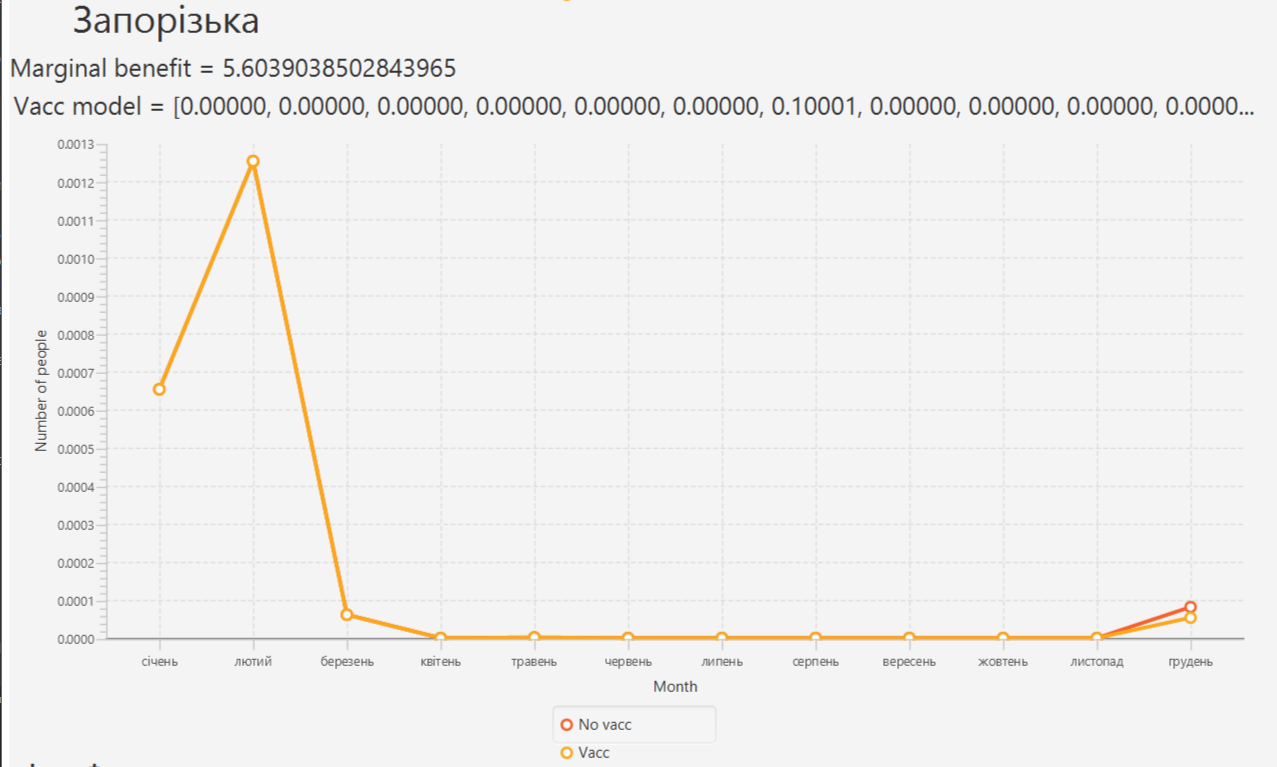 Запорізька
Marginal benefit = 5.6039038502843965
Vacc model = [0.00000, 0.00000, 0.00000, 0.00000, 0.00000, 0.00000, 0.10001, 0.00000, 0.00000, 0.00000, 0.0000...
0.0013
0.0012
0.0011
0.0010
0.0009
0.0008
0.0007
0.0006
0.0005
0.0004
0.0003
0.0002
0.0001
0.0000
Number of people
січень лютий березень квітень травень червень липень серпень вересень жовтень листопад грудень
Month
No vacc
Vacc